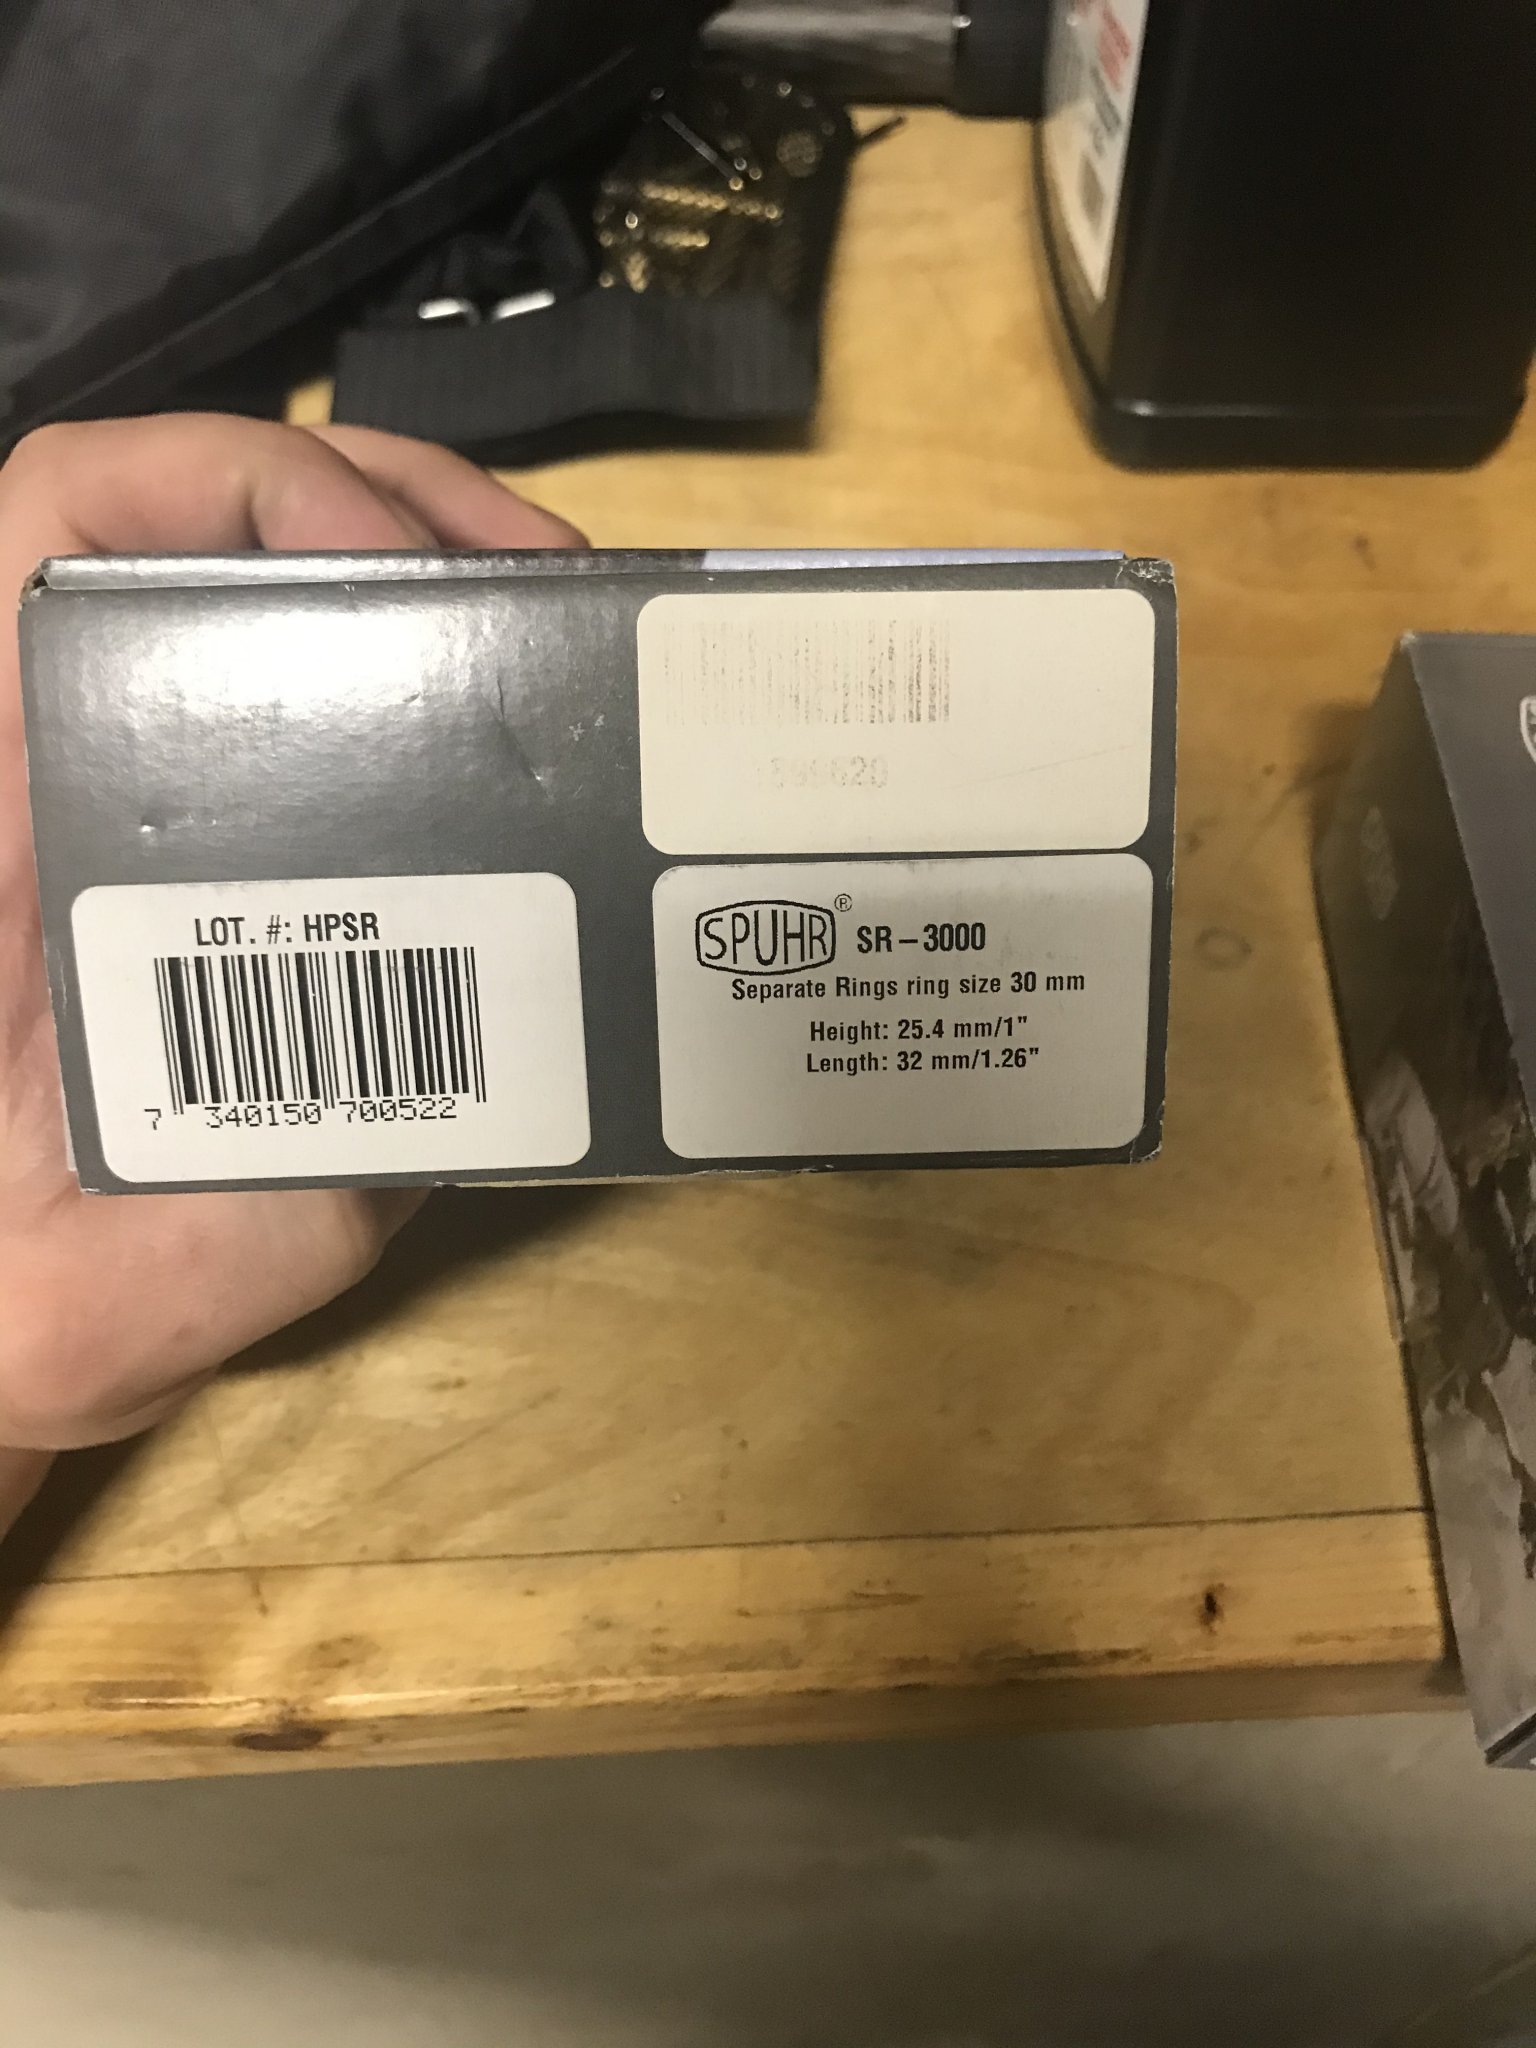 LOT. #: HPSR
7 340150 700522
SPUHR® SR-3000
Separate Rings ring size 30 mm
Height: 25.4 mm/1"
Length: 32 mm/1.26"